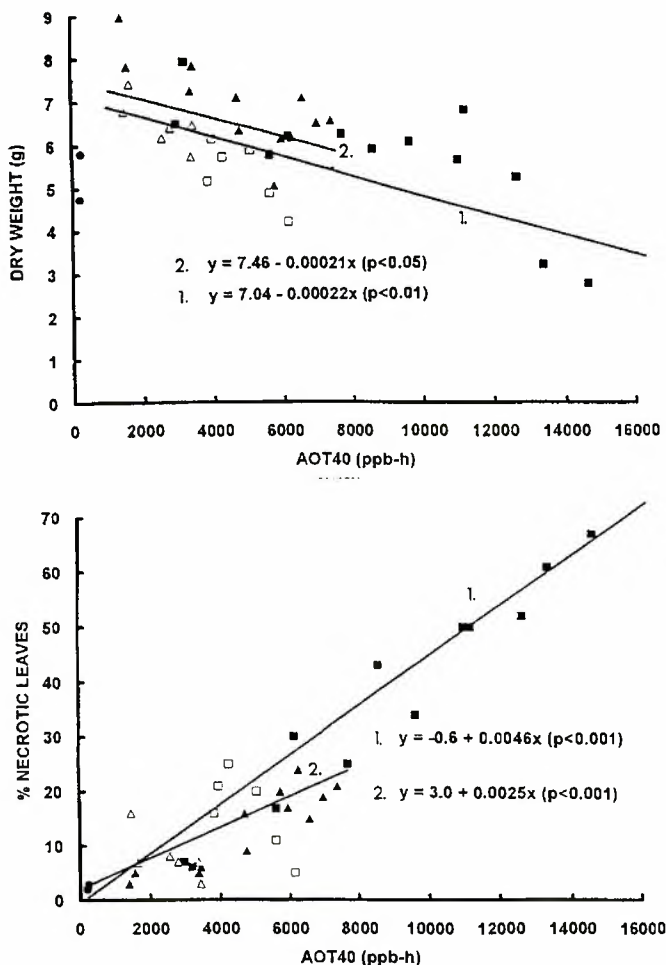 9
8
7
6
5
4
3
2
1
0
DRY WEIGHT (g)
2.
1.
2. y = 7.46 - 0.00021x (p<0.05)
1. y = 7.04 - 0.00022x (p<0.01)
0 2000 4000 6000 8000 10000 12000 14000 16000
AOT40 (ppb-h)
70
60
50
40
30
20
10
0
% NECROTIC LEAVES
1.
2.
1. y = -0.6 + 0.0046x (p<0.001)
2. y = 3.0 + 0.0025x (p<0.001)
0 2000 4000 6000 8000 10000 12000 14000 16000
AOT40 (ppb-h)